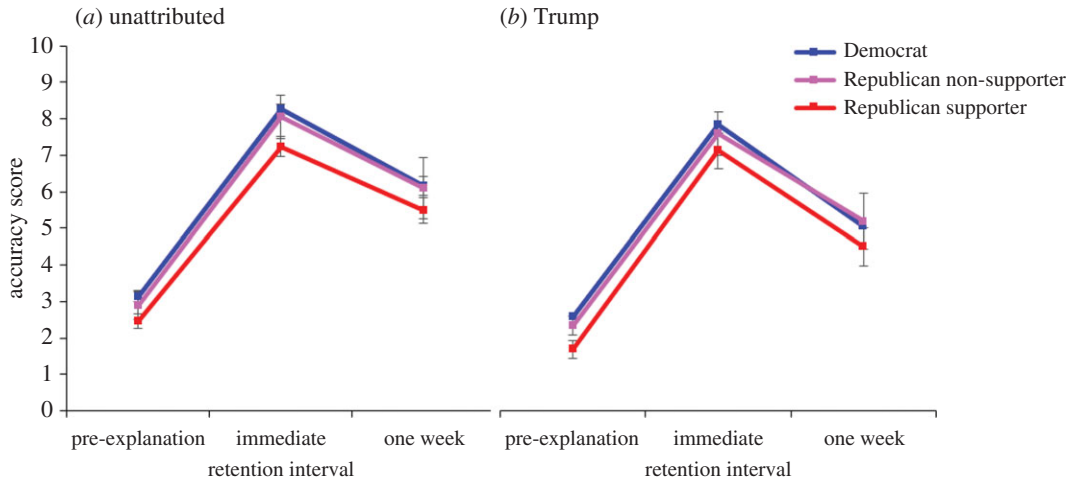 (a) unattributed
(b) Trump
Democrat
Republican non-supporter
Republican supporter
accuracy score
10
9
8
7
6
5
4
3
2
1
0
pre-explanation immediate one week
retention interval
pre-explanation immediate one week
retention interval